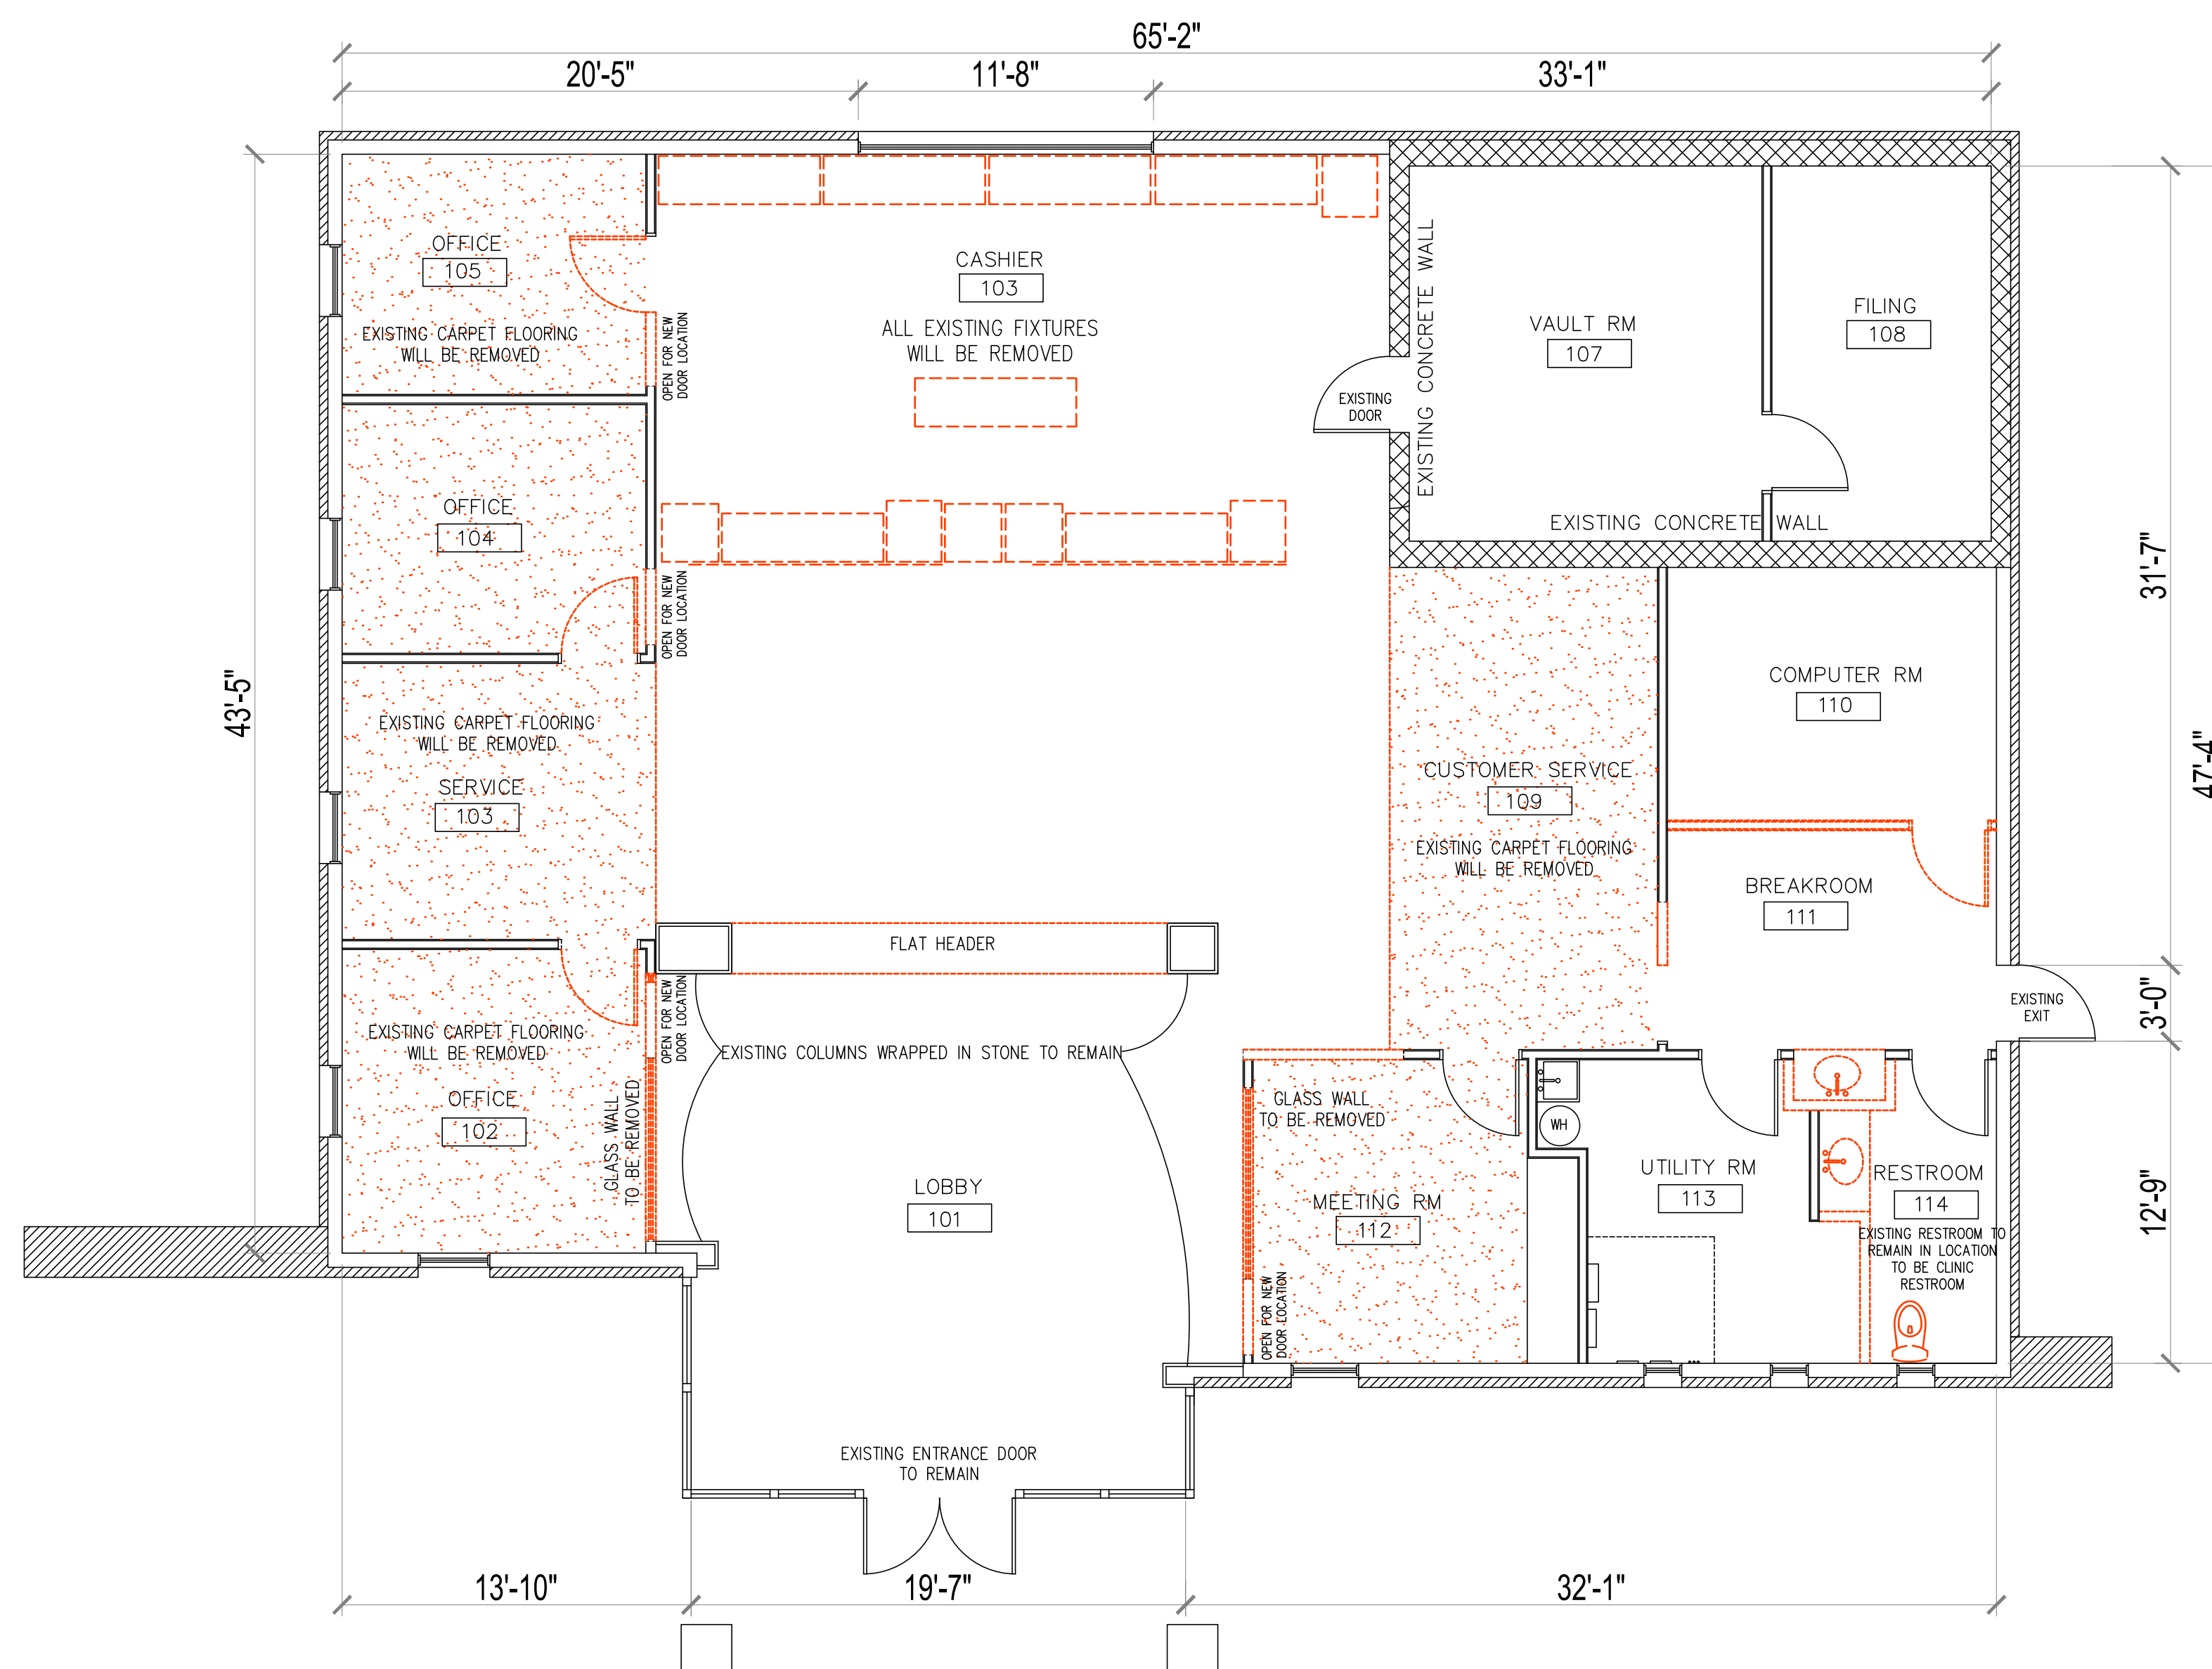 65'-2"
20'-5"
11'-8"
33'-1"
OFFICE
105
EXISTING CARPET FLOORING
WILL BE REMOVED
OPEN FOR NEW
DOOR LOCATION
CASHIER
103
ALL EXISTING FIXTURES
WILL BE REMOVED
EXISTING
DOOR
EXISTING CONCRETE WALL
VAULT RM
107
FILING
108
EXISTING CONCRETE WALL
31'-7"
47'-4"
43'-5"
OFFICE
104
OPEN FOR NEW
DOOR LOCATION
EXISTING CARPET FLOORING
WILL BE REMOVED
SERVICE
103
CUSTOMER SERVICE
109
EXISTING CARPET FLOORING
WILL BE REMOVED
COMPUTER RM
110
BREAKROOM
111
FLAT HEADER
EXISTING
EXIT
3'-0"
OPEN FOR NEW
DOOR LOCATION
EXISTING CARPET FLOORING
WILL BE REMOVED
OFFICE
102
GLASS WALL
TO BE REMOVED
EXISTING COLUMNS WRAPPED IN STONE TO REMAIN
LOBBY
101
GLASS WALL
TO BE REMOVED
MEETING RM
112
OPEN FOR NEW
DOOR LOCATION
WH
UTILITY RM
113
RESTROOM
114
EXISTING RESTROOM TO
REMAIN IN LOCATION
TO BE CLINIC
RESTROOM
12'-9"
EXISTING ENTRANCE DOOR
TO REMAIN
13'-10"
19'-7"
32'-1"